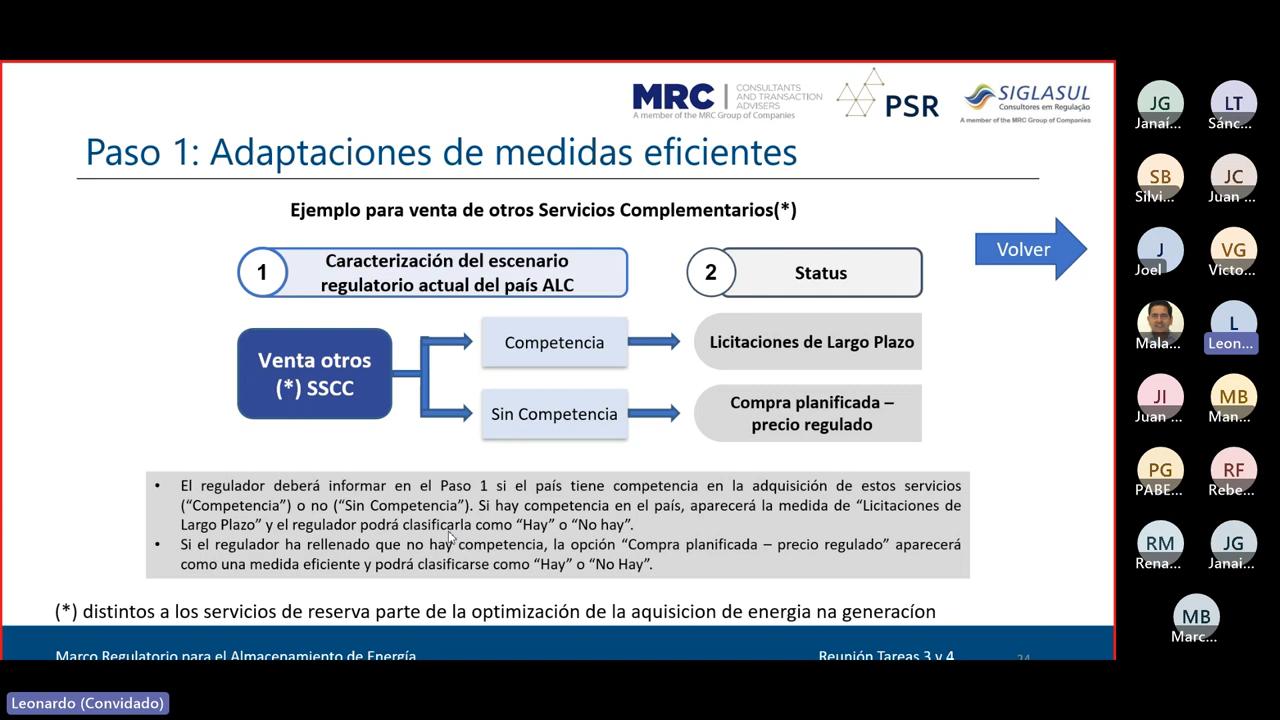 MRC
CONSULTANTS
AND TRANSACTION
ADVISERS
A member of the MRC Group of Companies
PSR
SIGLASUL
Consultores em Regulação
A member of the MRC Group of Companies
Paso 1: Adaptaciones de medidas eficientes
Ejemplo para venta de otros Servicios Complementarios(*)
1
Caracterización del escenario
regulatorio actual del país ALC
2
Status
Volver
Venta otros
(*) SSCC
Competencia
Licitaciones de Largo Plazo
Sin Competencia
Compra planificada –
precio regulado
• El regulador deberá informar en el Paso 1 si el país tiene competencia en la adquisición de estos servicios
(“Competencia”) o no (“Sin Competencia”). Si hay competencia en el país, aparecerá la medida de “Licitaciones de
Largo Plazo” y el regulador podrá clasificarla como “Hay” o “No hay”.
• Si el regulador ha rellenado que no hay competencia, la opción “Compra planificada – precio regulado” aparecerá
como una medida eficiente y podrá clasificarse como “Hay” o “No Hay”.
(*) distintos a los servicios de reserva parte de la optimización de la aquisicion de energia na generacíon
Marco Regulatorio para el Almacenamiento de Energía
Reunión Tareas 3 y 4
24
JG
Janaí...
LT
Sánc...
SB
Silvi...
JC
Juan ...
J
Joel
VG
Victo...
Mala...
L
Leon...
JI
Juan ...
MB
Man...
PG
PABE...
RF
Rebe...
RM
Rena...
JG
Janai...
MB
Marc...
Leonardo (Convidado)